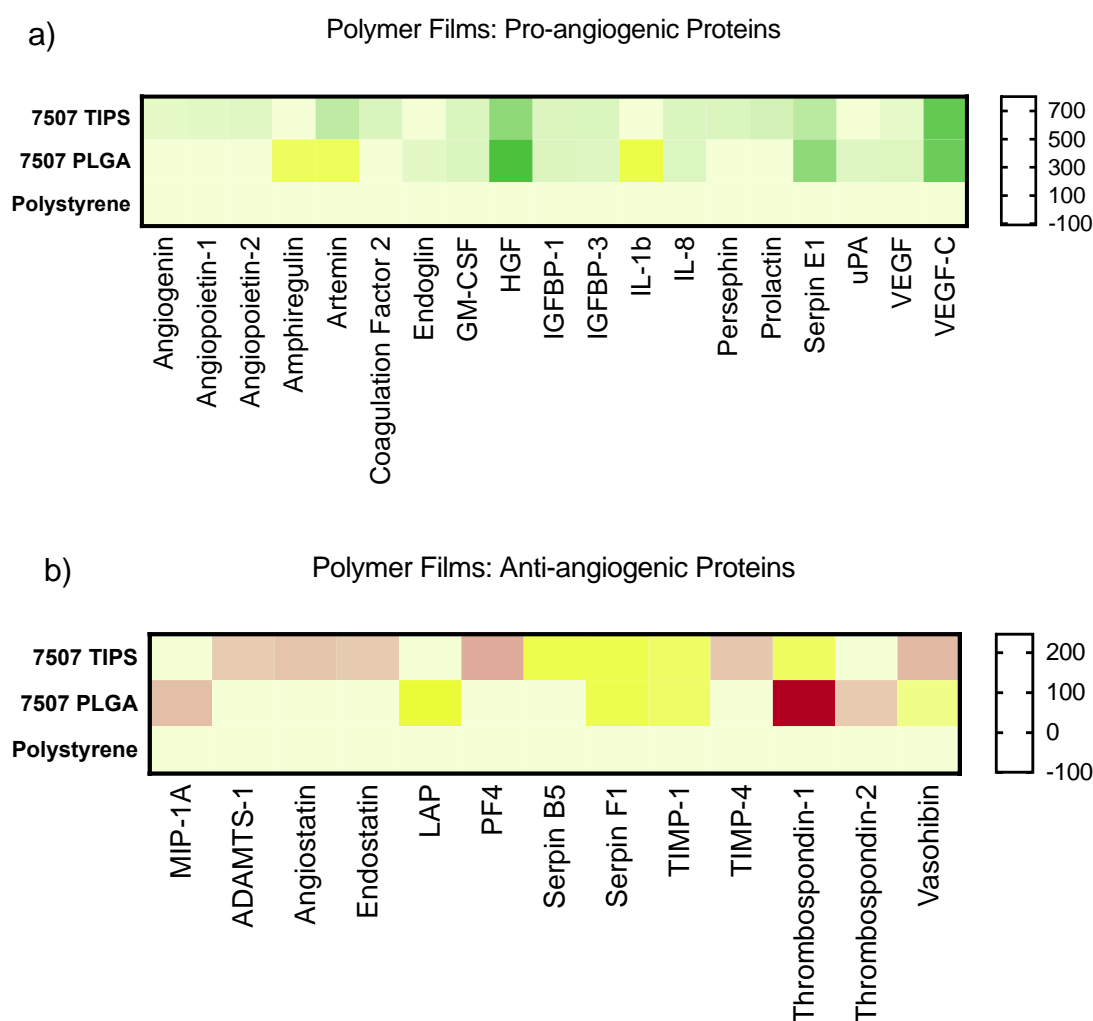 a)
Polymer Films: Pro-angiogenic Proteins
7507 TIPS
7507 PLGA
Polystyrene
700
500
300
100
-100
Angiogenin
Angiopoietin-1
Angiopoietin-2
Amphiregulin
Artemin
Coagulation Factor 2
Endoglin
GM-CSF
HGF
IGFBP-1
IGFBP-3
IL-1b
IL-8
Persephin
Prolactin
Serpin E1
uPA
VEGF
VEGF-C
b)
Polymer Films: Anti-angiogenic Proteins
7507 TIPS
7507 PLGA
Polystyrene
200
100
0
-100
MIP-1A
ADAMTS-1
Angiostatin
Endostatin
LAP
PF4
Serpin B5
Serpin F1
TIMP-1
TIMP-4
Thrombospondin-1
Thrombospondin-2
Vasohibin